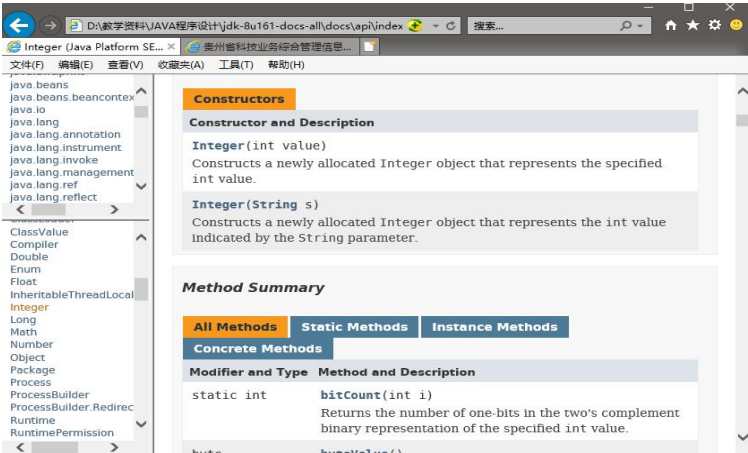 D:\教学资料\JAVA程序设计\jdk-8u161-docs-all\docs\api\index
搜索...
Integer (Java Platform SE...
贵州省科技业务综合管理信息...
文件(F) 编辑(E) 查看(V) 收藏夹(A) 工具(T) 帮助(H)
java.beans
java.beans.beancontex
java.io
java.lang
java.lang.annotation
java.lang.instrument
java.lang.invoke
java.lang.management
java.lang.ref
java.lang.reflect
ClassValue
Compiler
Double
Enum
Float
InheritableThreadLocal
Integer
Long
Math
Number
Object
Package
Process
ProcessBuilder
ProcessBuilder.Redirec
Runtime
RuntimePermission
Constructors
Constructor and Description
Integer(int value)
Constructs a newly allocated Integer object that represents the specified
int value.
Integer(String s)
Constructs a newly allocated Integer object that represents the int value
indicated by the String parameter.
Method Summary
All Methods Static Methods Instance Methods
Concrete Methods
Modifier and Type Method and Description
static int bitCount(int i)
Returns the number of one-bits in the two's complement
binary representation of the specified int value.